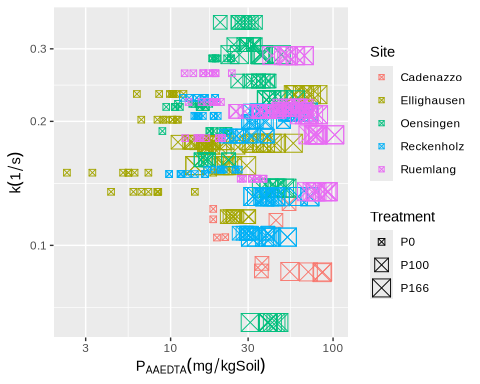 Site
Cadenazzo
Ellighausen
Oensingen
Reckenholz
Ruemlang
Treatment
P0
P100
P166
0.3
0.2
0.1
k(1/s)
3
10
30
100
P_AAEDTA(mg/kgSoil)